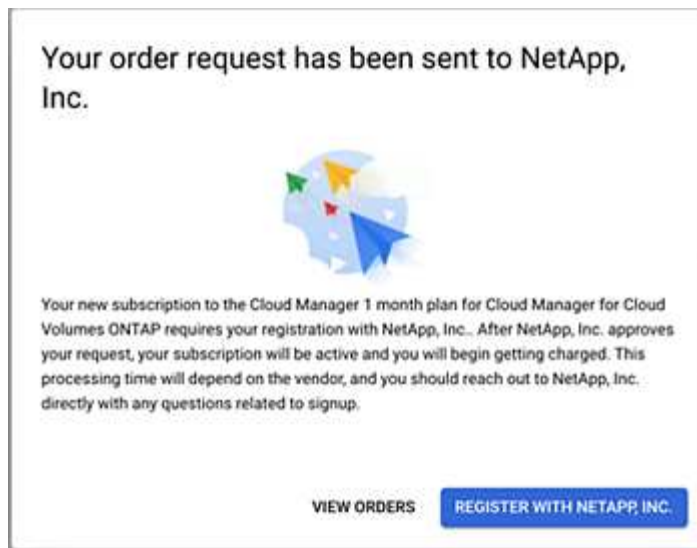 Your order request has been sent to NetApp,
Inc.
Your new subscription to the Cloud Manager 1 month plan for Cloud Manager for Cloud
Volumes ONTAP requires your registration with NetApp, Inc.. After NetApp, Inc. approves
your request, your subscription will be active and you will begin getting charged. This
processing time will depend on the vendor, and you should reach out to NetApp, Inc.
directly with any questions related to signup.
VIEW ORDERS REGISTER WITH NETAPP, INC.